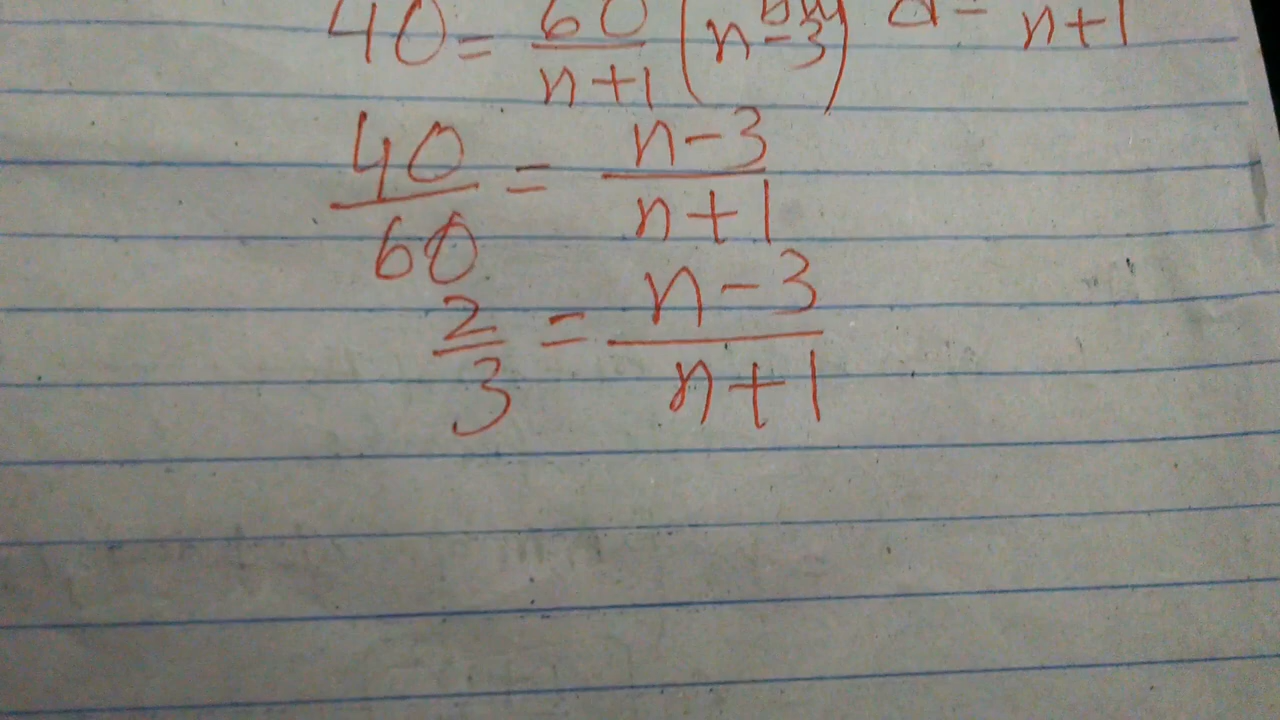 40 = 60/n+1 (n-3) d = n+1
40/60 = n-3/n+1
2/3 = n-3/n+1